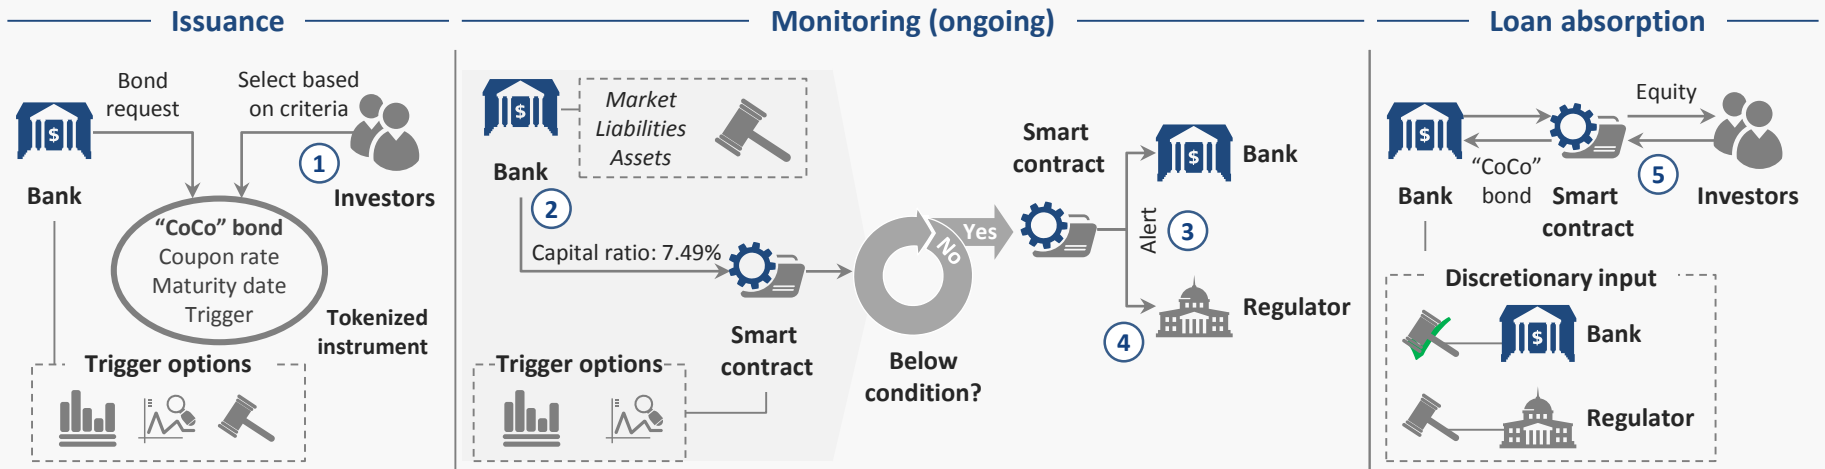 Issuance
Bond
request
Select based
on criteria
$
1
Bank
Investors
“CoCo” bond
Coupon rate
Maturity date
Trigger
Tokenized
instrument
Trigger options
Monitoring (ongoing)
$
Market
Liabilities
Assets
Bank
2
Capital ratio: 7.49%
Smart
contract
Trigger options
No
Yes
Below
condition?
Smart
contract
Alert
$
Bank
3
Regulator
4
Loan absorption
$
Equity
“CoCo”
bond
5
Bank
Smart
contract
Investors
Discretionary input
$
Bank
Regulator